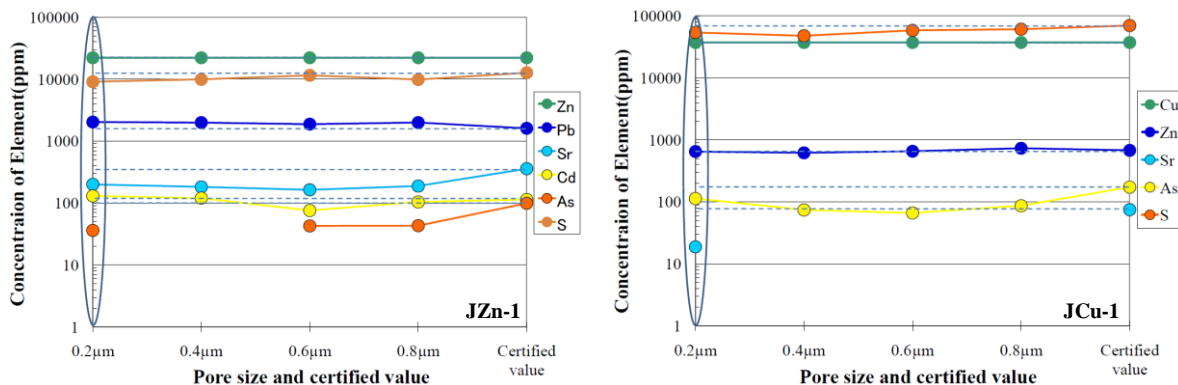 Concentraion of Element(ppm)
100000
10000
1000
100
10
1
0.2µm
0.4µm
0.6µm
0.8µm
Certified
value
Pore size and certified value
JZn-1
Zn
Pb
Sr
Cd
As
S
Concentraion of Element(ppm)
100000
10000
1000
100
10
1
0.2µm
0.4µm
0.6µm
0.8µm
Certified
value
Pore size and certified value
JCu-1
Cu
Zn
Sr
As
S